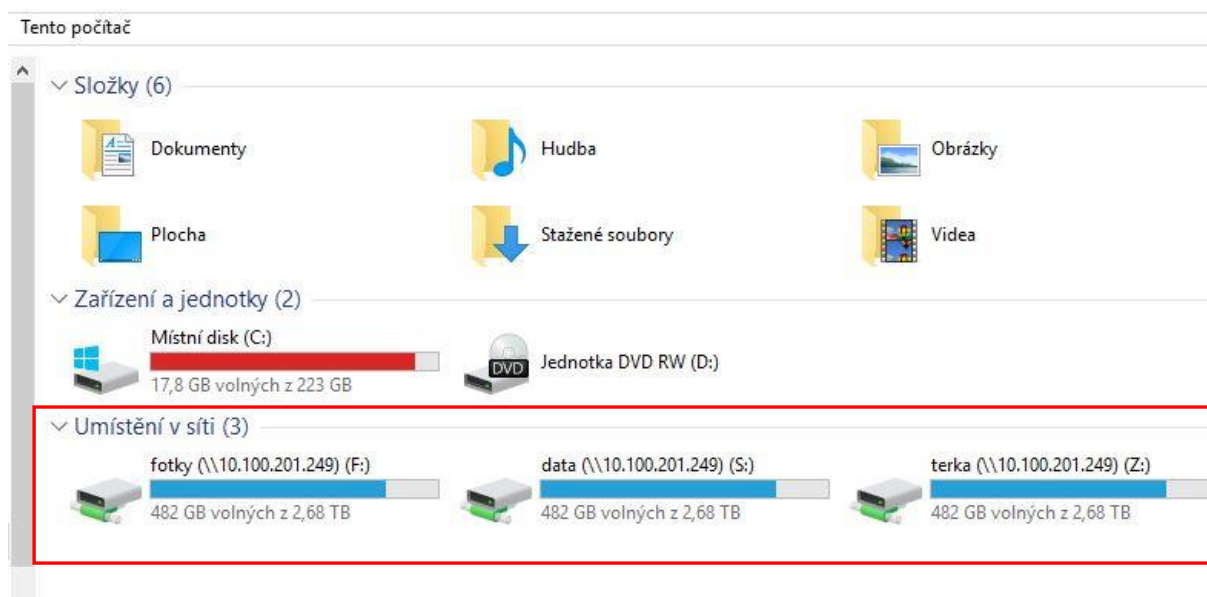 Tento počítač
Složky (6)
Dokumenty
Hudba
Obrázky
Plocha
Stažené soubory
Videa
Zařízení a jednotky (2)
Místní disk (C:)
17,8 GB volných z 223 GB
DVD
Jednotka DVD RW (D:)
Umístění v síti (3)
fotky (\\10.100.201.249) (F:)
482 GB volných z 2,68 TB
data (\\10.100.201.249) (S:)
482 GB volných z 2,68 TB
terka (\\10.100.201.249) (Z:)
482 GB volných z 2,68 TB